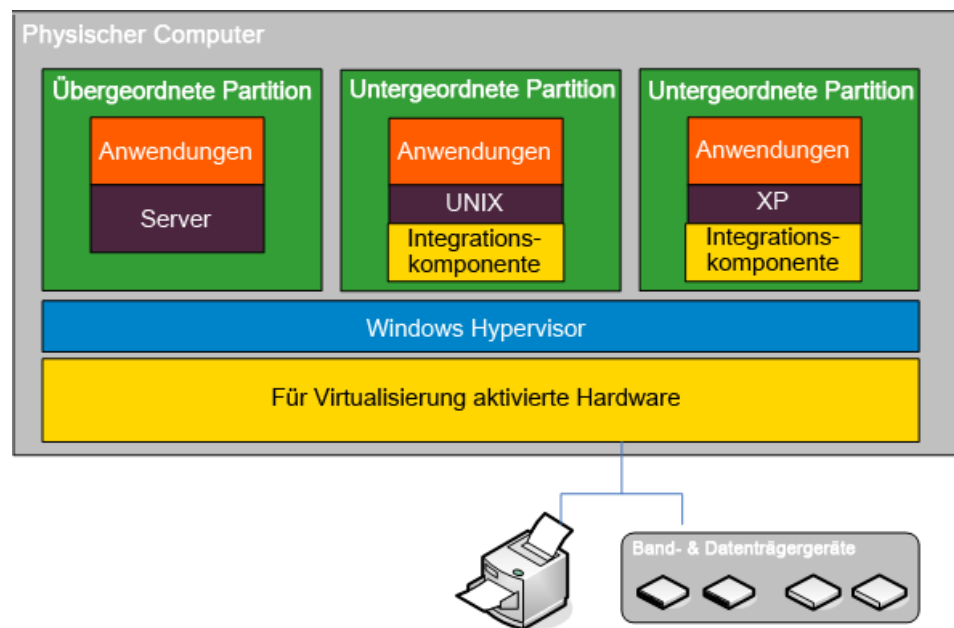 Physischer Computer
Übergeordnete Partition
Anwendungen
Server
Untergeordnete Partition
Anwendungen
UNIX
Integrations-
komponente
Untergeordnete Partition
Anwendungen
XP
Integrations-
komponente
Windows Hypervisor
Für Virtualisierung aktivierte Hardware
Band- & Datenträgergeräte